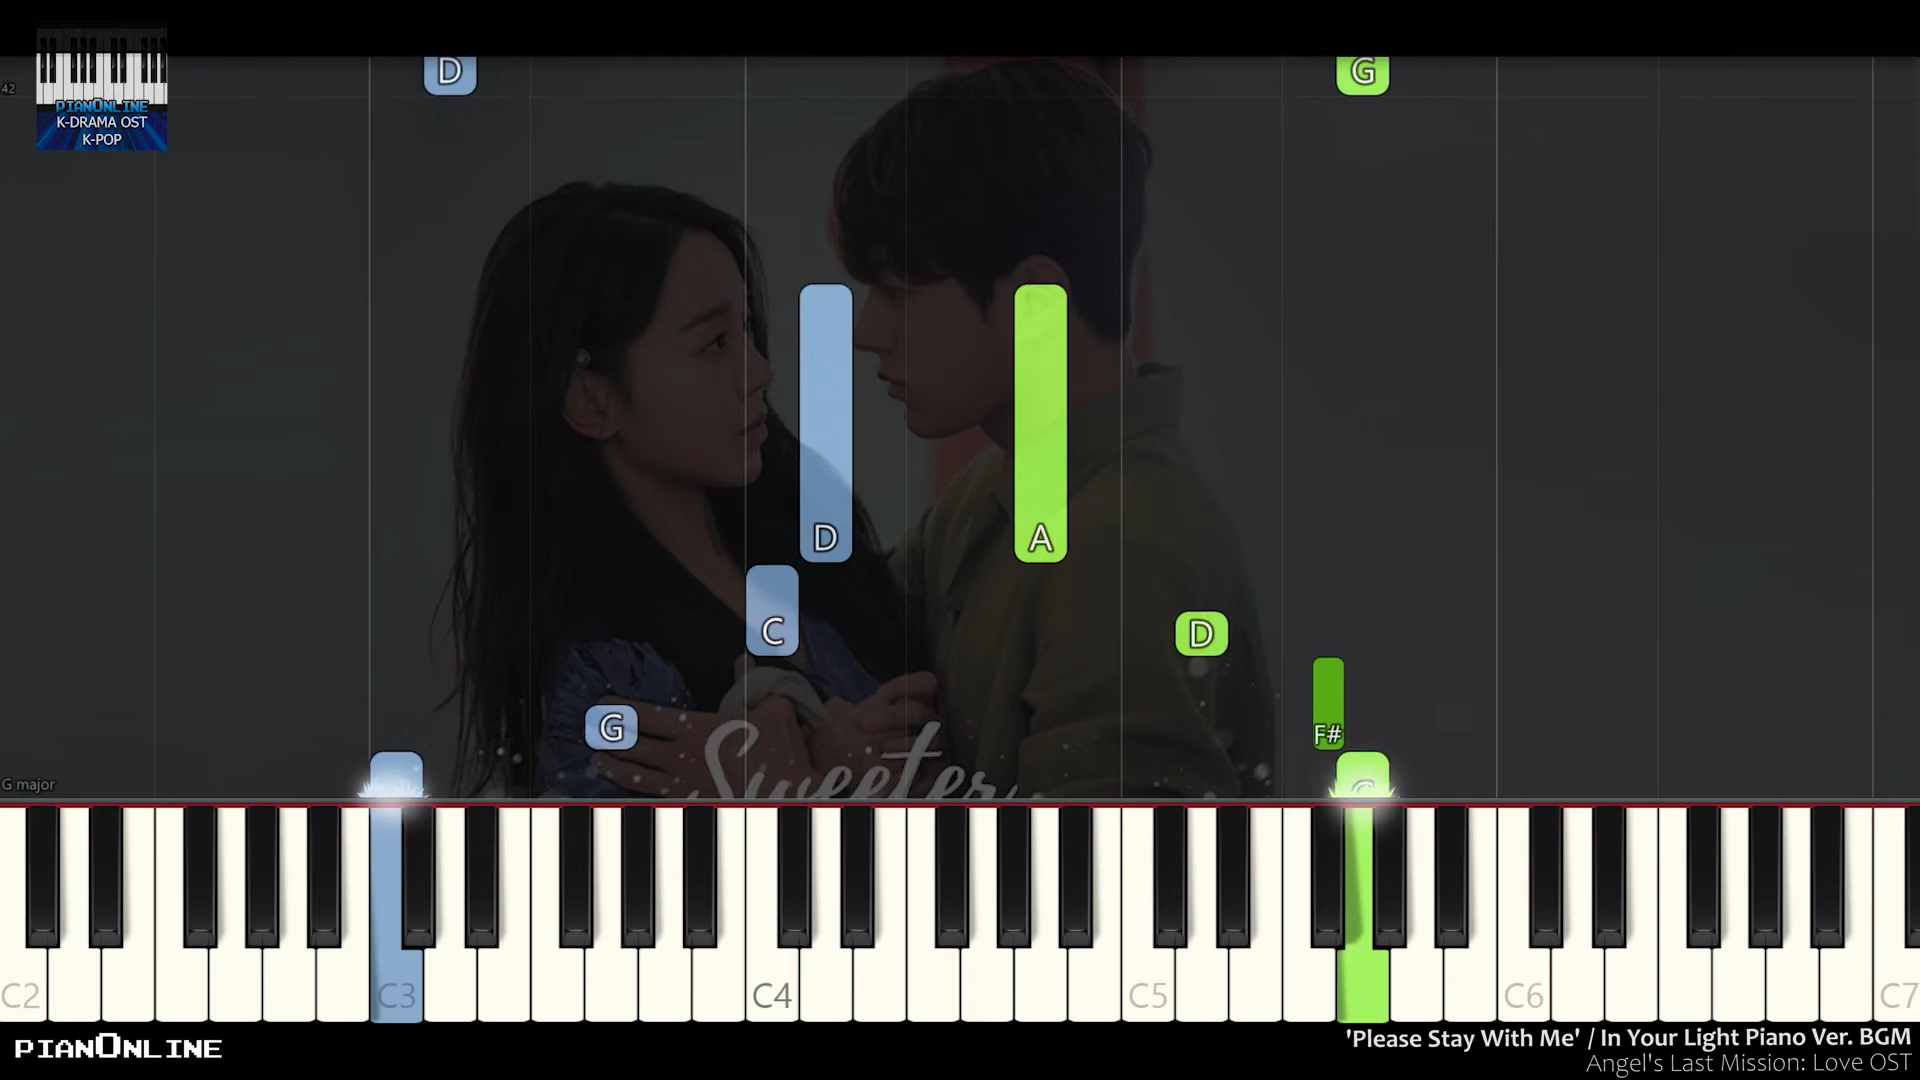 D
G
42
PIANONLINE
K-DRAMA OST
K-POP
D
A
C
D
F#
G
G major
C2
C3
C4
C5
C6
C7
Sweeter
PIANONLINE
'Please Stay With Me' / In Your Light Piano Ver. BGM
Angel's Last Mission: Love OST